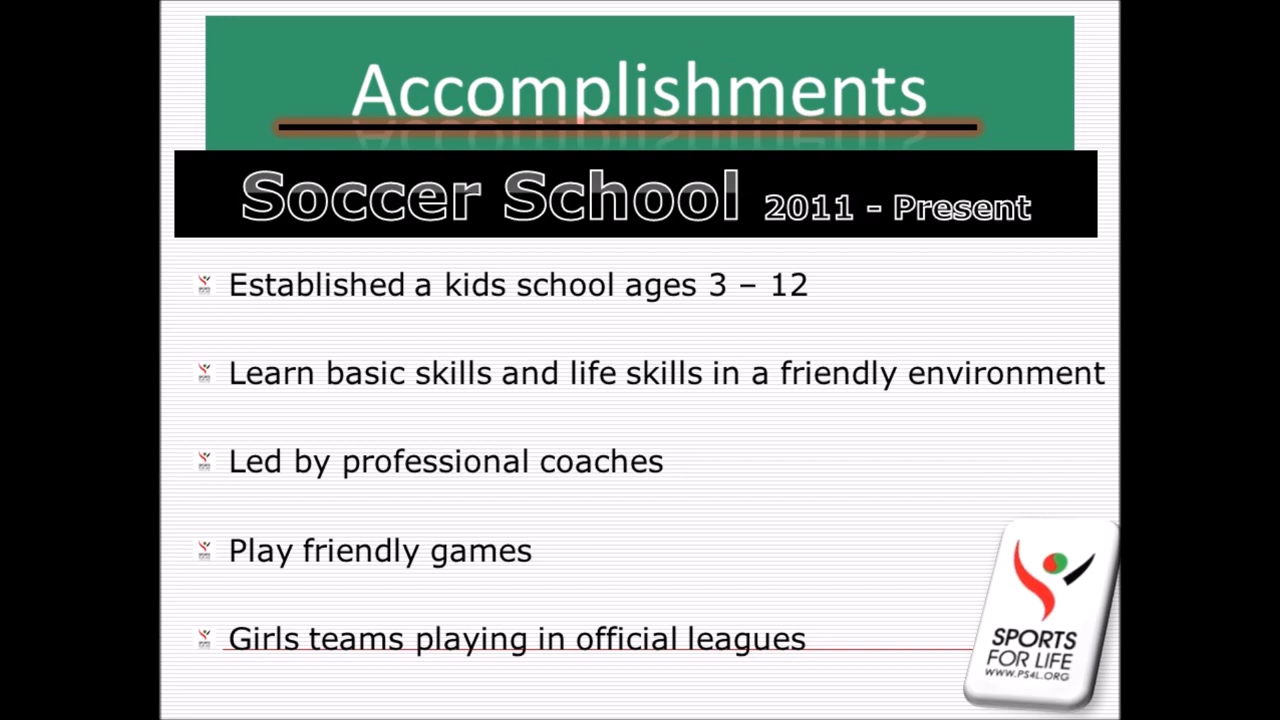 Accomplishments
Soccer School 2011 - Present
Established a kids school ages 3 – 12
Learn basic skills and life skills in a friendly environment
Led by professional coaches
Play friendly games
Girls teams playing in official leagues
SPORTS
FOR LIFE
WWW.PS4L.ORG